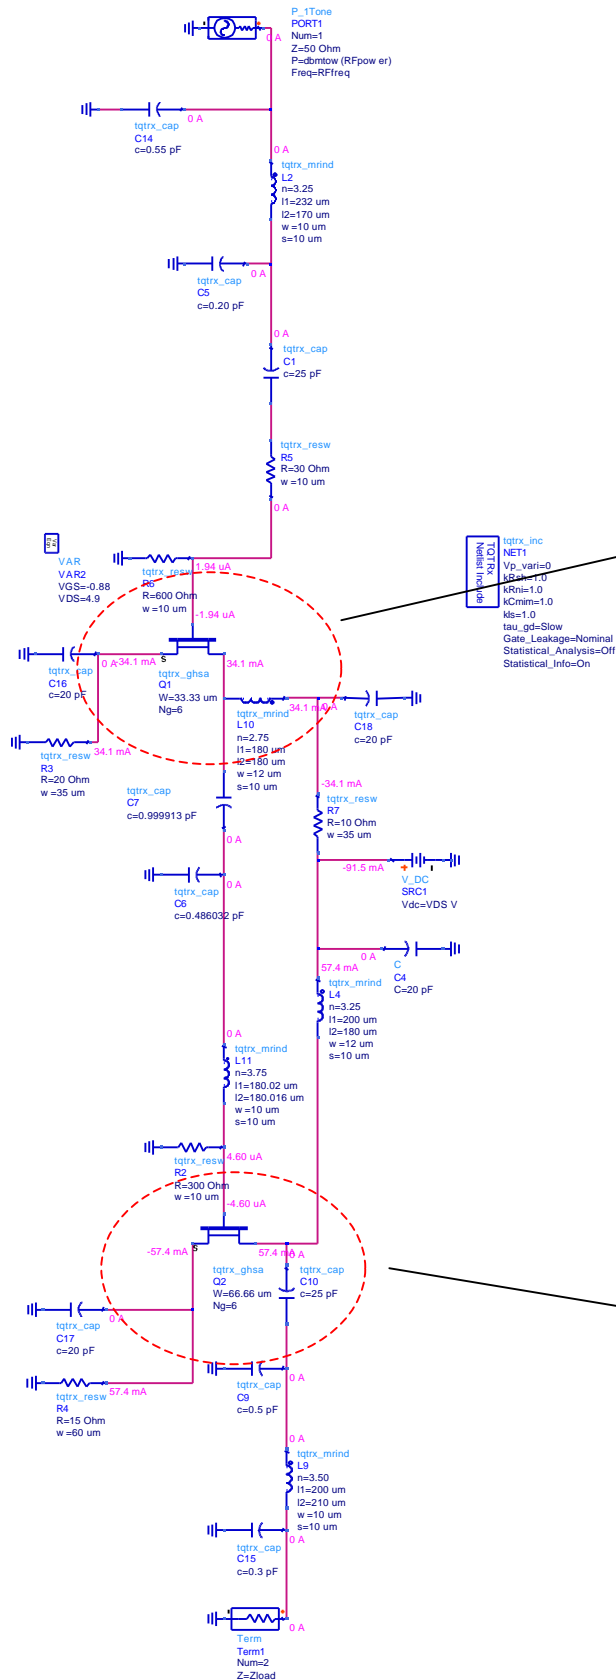 P_1Tone
PORT1
Num=1
Z=50 Ohm
P=dbmtow (RFpow er)
Freq=RFfreq
0 A
tqtrx_cap
C14
c=0.55 pF
0 A
0 A
tqtrx_mrind
L2
n=3.25
l1=232 um
l2=170 um
w =10 um
s=10 um
tqtrx_cap
C5
c=0.20 pF
0 A
0 A
tqtrx_cap
C1
c=25 pF
tqtrx_resw
R5
R=30 Ohm
w =10 um
0 A
Var
Eqn
VAR
VAR2
VGS=-0.88
VDS=4.9
tqtrx_resw
R6
R=600 Ohm
w =10 um
1.94 uA
-1.94 uA
TQTRx
Netlist Include
tqtrx_inc
NET1
Vp_vari=0
kRsh=1.0
kRni=1.0
kCmim=1.0
kIs=1.0
tau_gd=Slow
Gate_Leakage=Nominal
Statistical_Analysis=Off
Statistical_Info=On
tqtrx_cap
C16
c=20 pF
0 A
-34.1 mA
S
34.1 mA
tqtrx_ghsa
Q1
W=33.33 um
Ng=6
tqtrx_resw
R3
R=20 Ohm
w =35 um
34.1 mA
tqtrx_mrind
L10
n=2.75
l1=180 um
l2=180 um
w =12 um
s=10 um
34.1 mA
0 A
tqtrx_cap
C18
c=20 pF
tqtrx_cap
C7
c=0.999913 pF
0 A
-34.1 mA
tqtrx_resw
R7
R=10 Ohm
w =35 um
-91.5 mA
V_DC
SRC1
Vdc=VDS V
tqtrx_cap
C6
c=0.486032 pF
0 A
0 A
C
C4
C=20 pF
57.4 mA
tqtrx_mrind
L4
n=3.25
l1=200 um
l2=180 um
w =12 um
s=10 um
0 A
tqtrx_mrind
L11
n=3.75
l1=180.02 um
l2=180.016 um
w =10 um
s=10 um
tqtrx_resw
R2
R=300 Ohm
w =10 um
4.60 uA
-4.60 uA
-57.4 mA
S
57.4 mA
0 A
tqtrx_ghsa
Q2
W=66.66 um
Ng=6
tqtrx_cap
C10
c=25 pF
tqtrx_cap
C17
c=20 pF
0 A
tqtrx_resw
R4
R=15 Ohm
w =60 um
57.4 mA
tqtrx_cap
C9
c=0.5 pF
0 A
0 A
tqtrx_mrind
L9
n=3.50
l1=200 um
l2=210 um
w =10 um
s=10 um
tqtrx_cap
C15
c=0.3 pF
0 A
0 A
Term
Term1
Num=2
Z=Zload